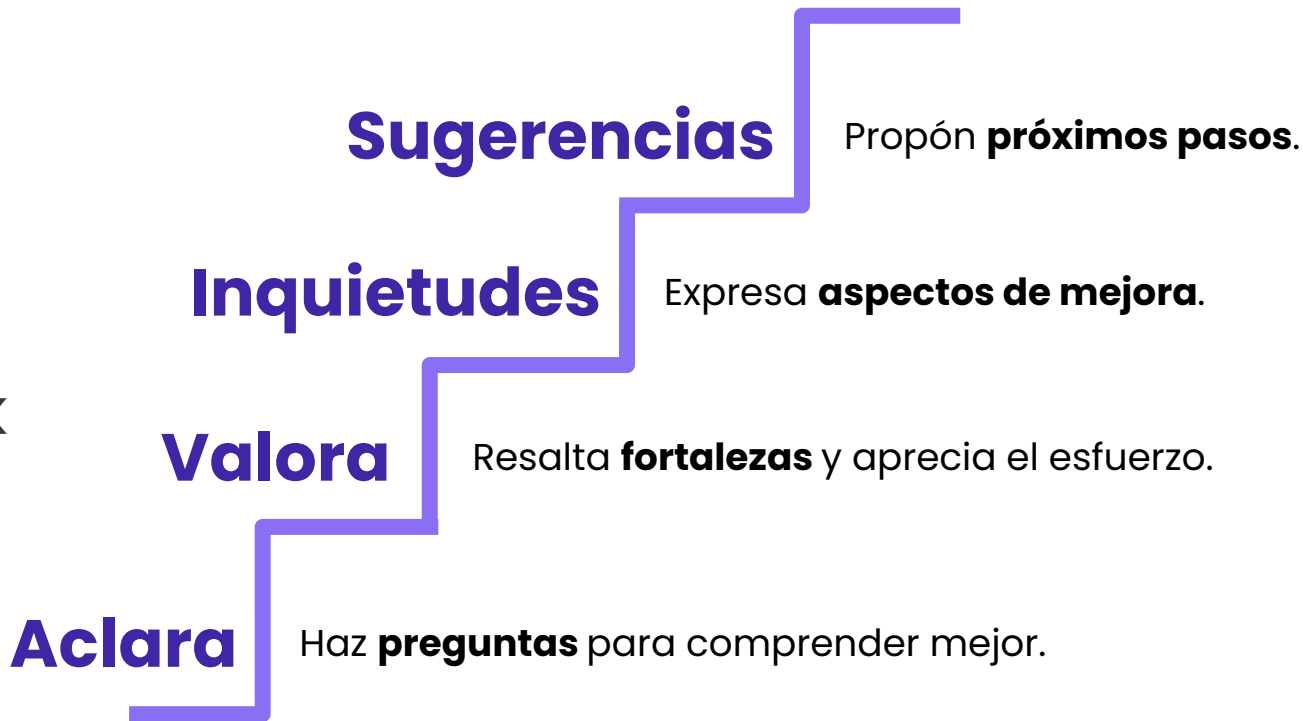 Sugerencias
Propón próximos pasos.
Inquietudes
Expresa aspectos de mejora.
Valora
Resalta fortalezas y aprecia el esfuerzo.
Aclara
Haz preguntas para comprender mejor.